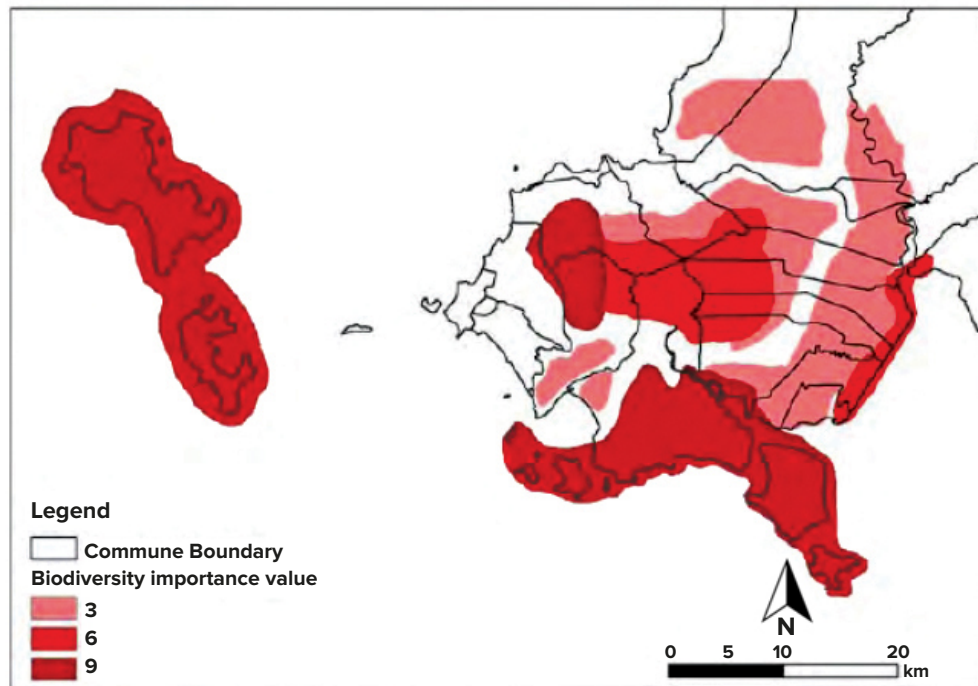 Legend
Commune Boundary
Biodiversity importance value
3
6
9
N
0 5 10 20
km